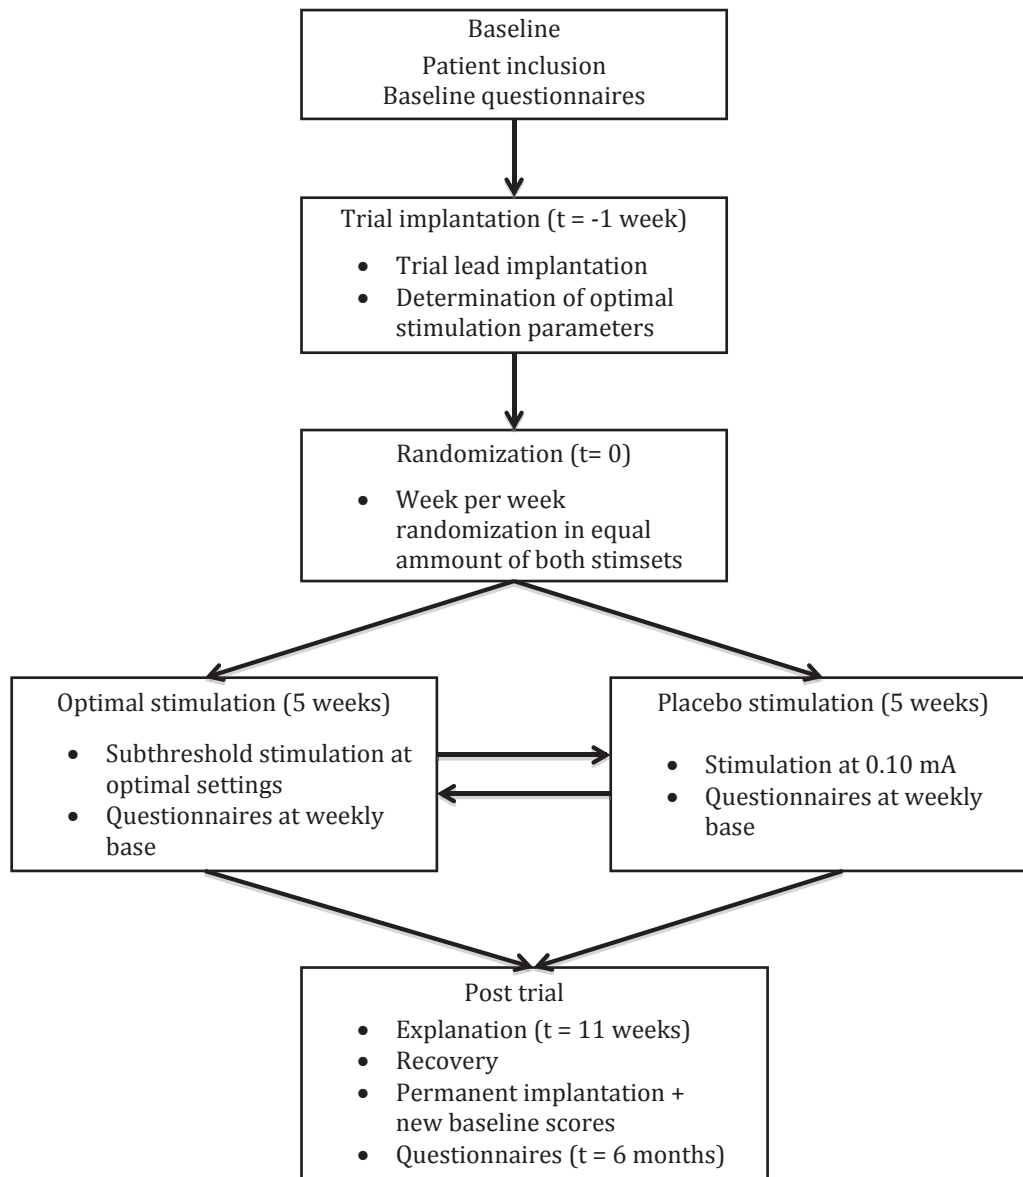 Baseline
Patient inclusion
Baseline questionnaires
Trial implantation (t = -1 week)
• Trial lead implantation
• Determination of optimal
stimulation parameters
Randomization (t= 0)
• Week per week
randomization in equal
ammount of both stimsets
Optimal stimulation (5 weeks)
• Subthreshold stimulation at
optimal settings
• Questionnaires at weekly
base
Placebo stimulation (5 weeks)
• Stimulation at 0.10 mA
• Questionnaires at weekly
base
Post trial
• Explanation (t = 11 weeks)
• Recovery
• Permanent implantation +
new baseline scores
• Questionnaires (t = 6 months)